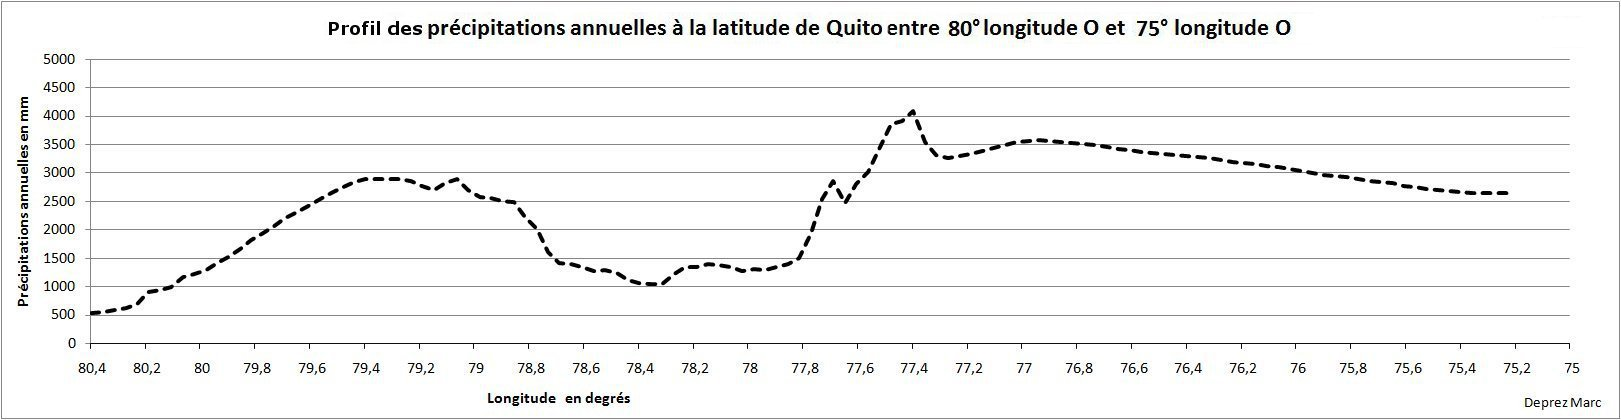 Profil des précipitations annuelles à la latitude de Quito entre 80° longitude O et 75° longitude O
Précipitations annuelles en mm
5000
4500
4000
3500
3000
2500
2000
1500
1000
500
0
80,4 80,2 80 79,8 79,6 79,4 79,2 79 78,8 78,6 78,4 78,2 78 77,8 77,6 77,4 77,2 77 76,8 76,6 76,4 76,2 76 75,8 75,6 75,4 75,2 75
Longitude en degrés
Deprez Marc